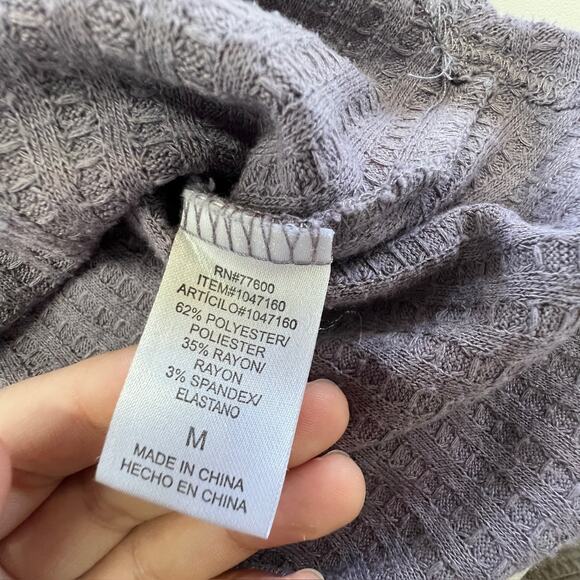 RN#77600
ITEM#1047160
ARTÍCILO#1047160
62% POLYESTER/
POLIESTER
35% RAYON/
RAYON
3% SPANDEX/
ELASTANO
M
MADE IN CHINA
HECHO EN CHINA